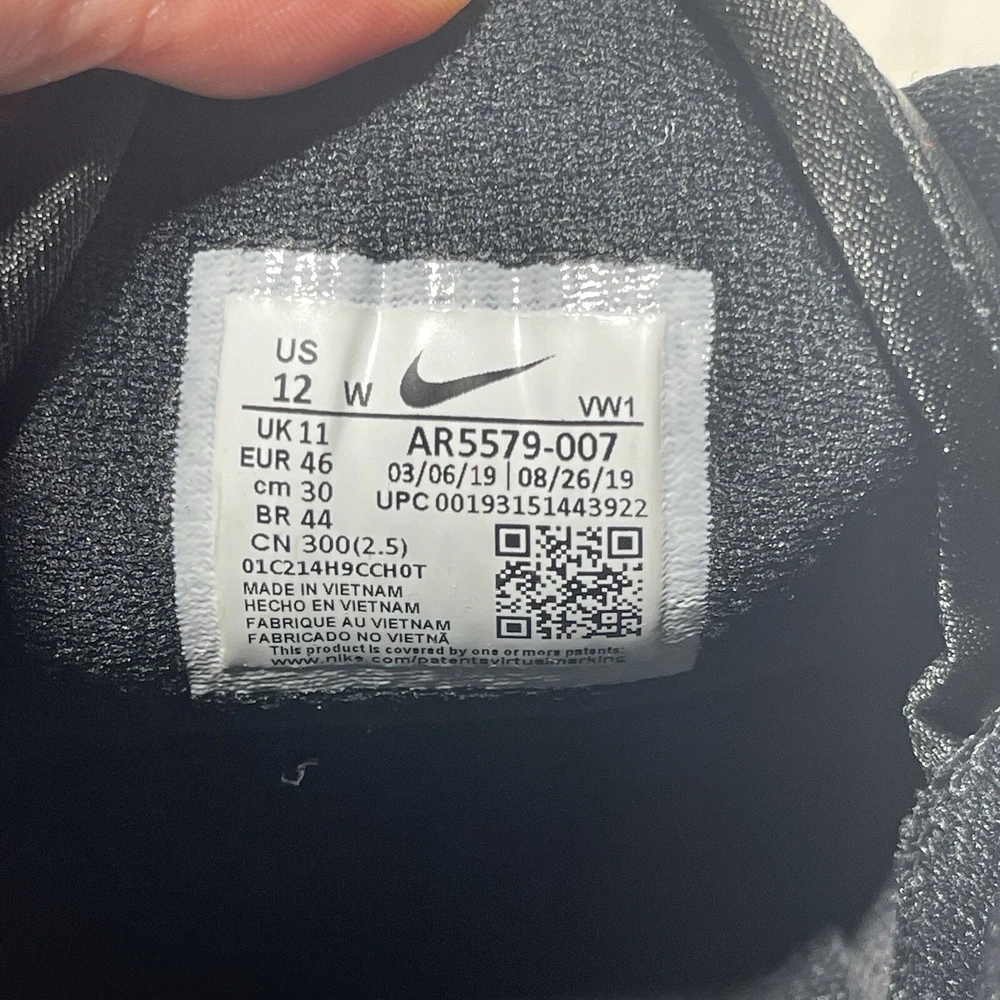 US
12 W
VW1
UK 11
EUR 46
cm 30
BR 44
CN 300(2.5)
AR5579-007
03/06/19 | 08/26/19
UPC 00193151443922
01C214H9CCH0T
MADE IN VIETNAM
HECHO EN VIETNAM
FABRIQUE AU VIETNAM
FABRICADO NO VIETNÃ
This product is covered by one or more patents:
www.nike.com/patentsvirtualmarking